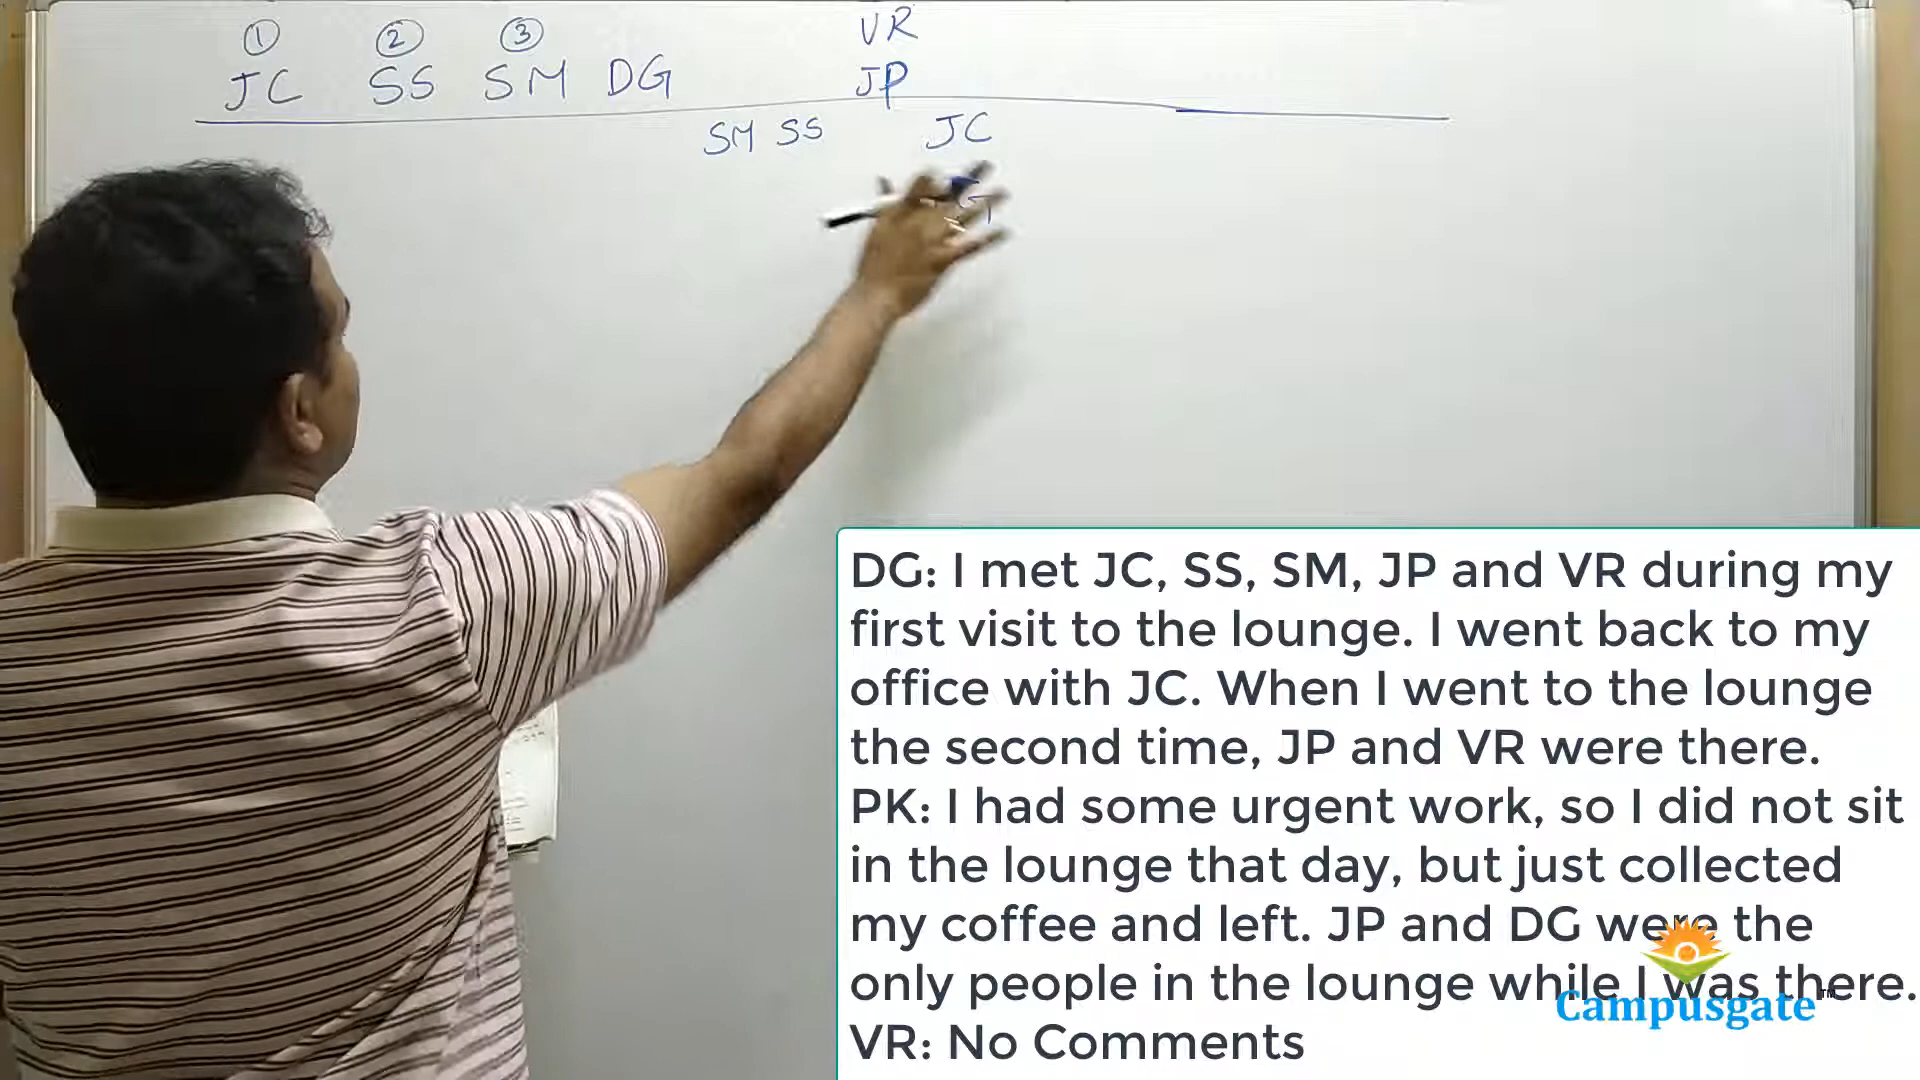 ① ② ③ VR
JC SS SM DG JP
SM SS JC
G
DG: I met JC, SS, SM, JP and VR during my
first visit to the lounge. I went back to my
office with JC. When I went to the lounge
the second time, JP and VR were there.
PK: I had some urgent work, so I did not sit
in the lounge that day, but just collected
my coffee and left. JP and DG were the
only people in the lounge while I was there.
VR: No Comments
Campusgate™